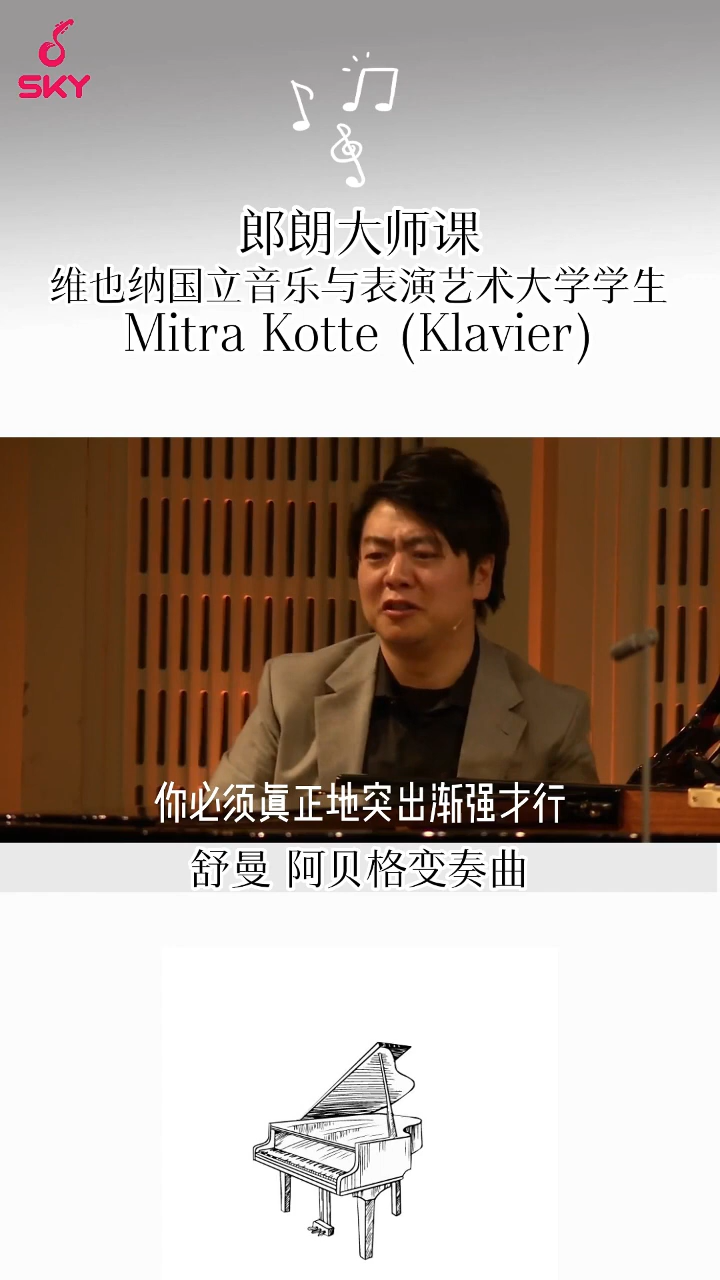 SKY
郎朗大师课
维也纳国立音乐与表演艺术大学学生
Mitra Kotte (Klavier)
你必须真正地突出渐强才行
舒曼 阿贝格变奏曲